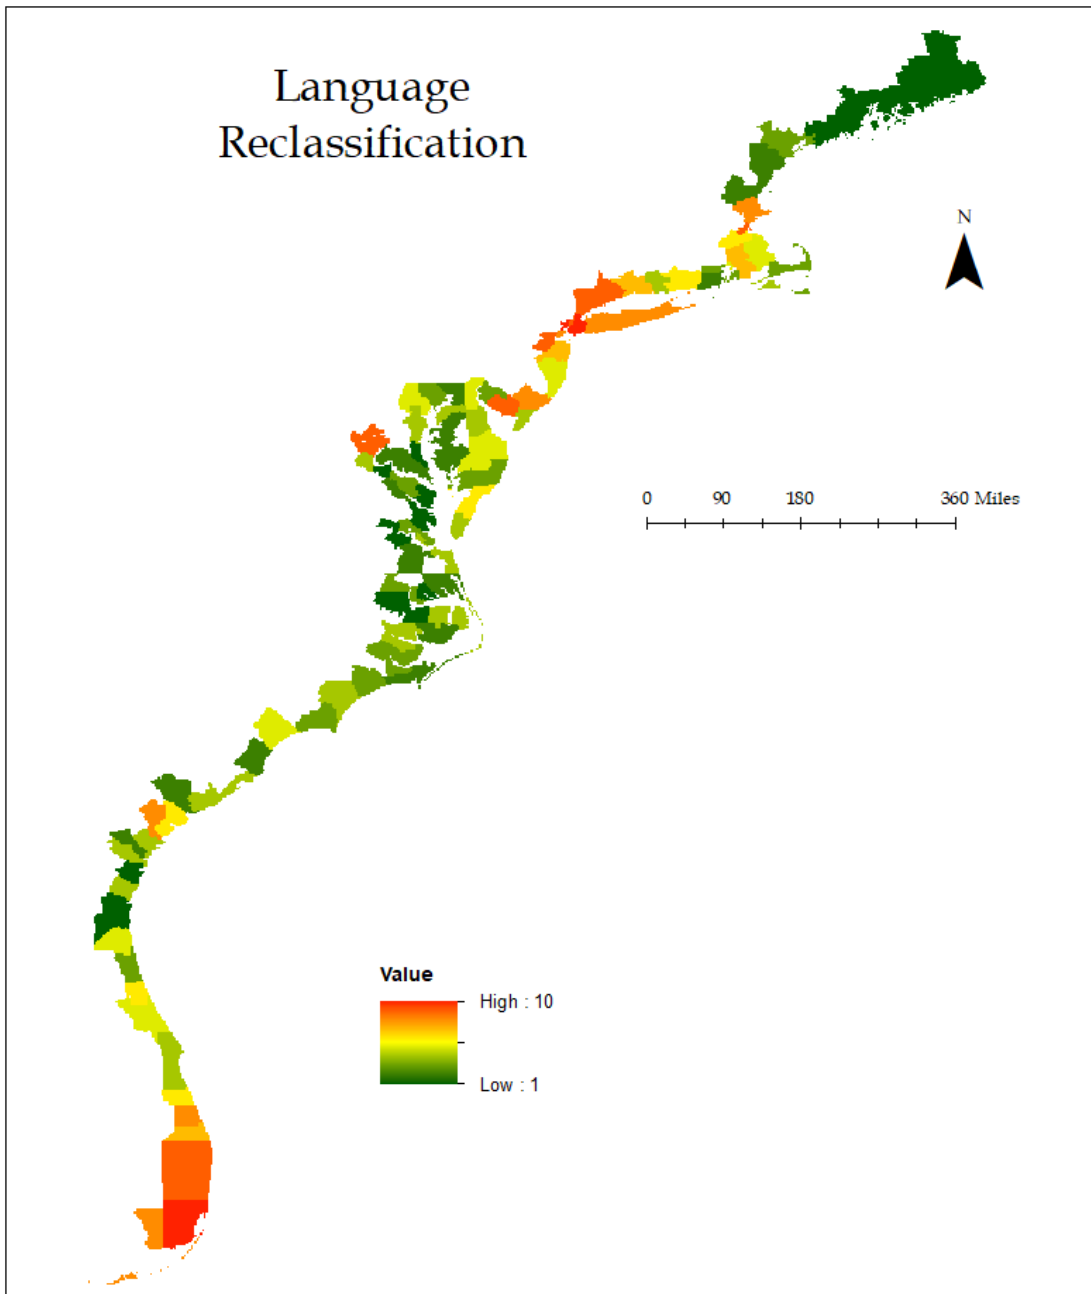 Language
Reclassification
N
0 90 180 360 Miles
Value
High : 10
Low : 1